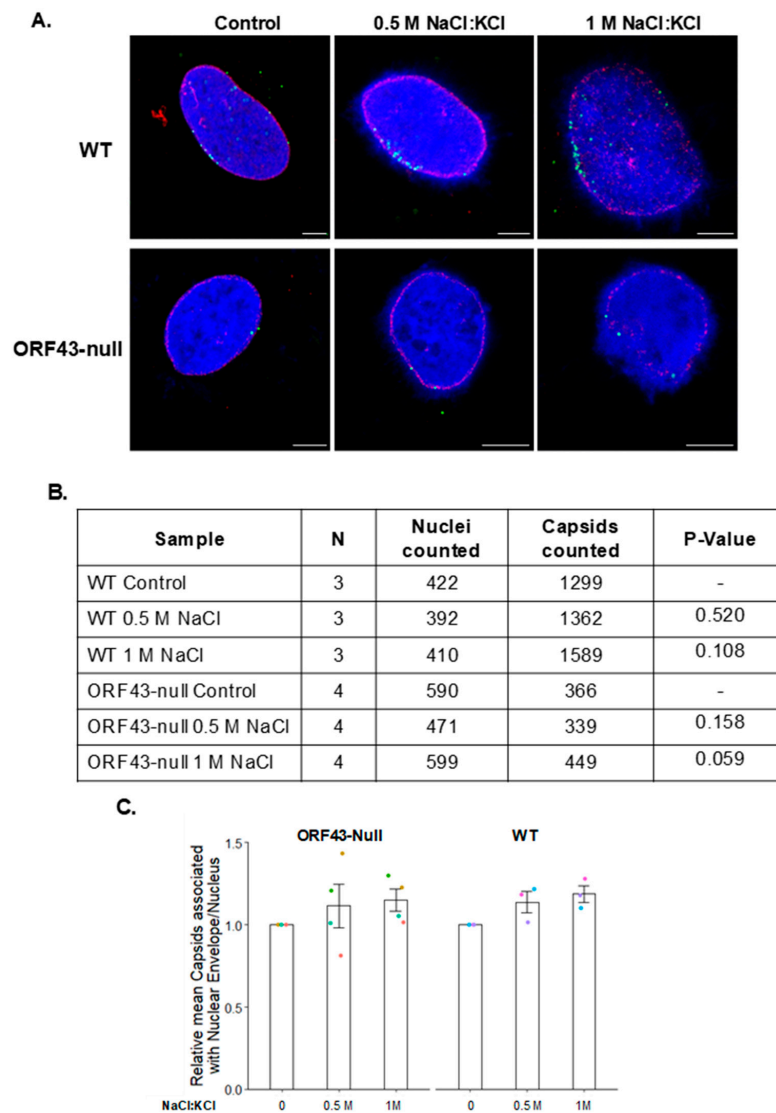 A.
Control 0.5 M NaCl:KCl 1 M NaCl:KCl
WT
ORF43-null
B.
Sample N Nuclei counted Capsids counted P-Value
WT Control 3 422 1299 -
WT 0.5 M NaCl 3 392 1362 0.520
WT 1 M NaCl 3 410 1589 0.108
ORF43-null Control 4 590 366 -
ORF43-null 0.5 M NaCl 4 471 339 0.158
ORF43-null 1 M NaCl 4 599 449 0.059
C.
ORF43-Null WT
Relative mean Capsids associated
with Nuclear Envelope/Nucleus
1.5
1.0
0.5
0.0
NaCl:KCl 0 0.5 M 1M 0 0.5 M 1M